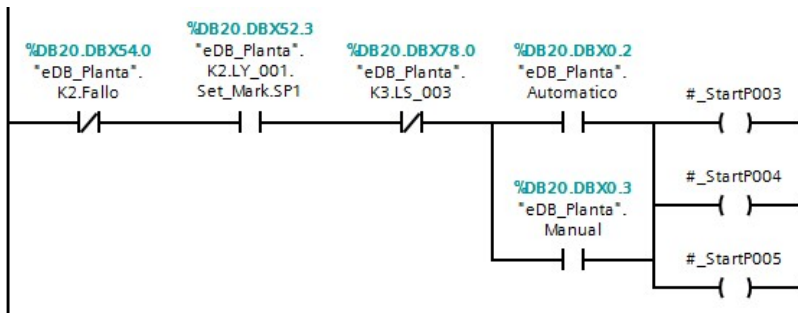 %DB20.DBX54.0
"eDB_Planta".
K2.Fallo
%DB20.DBX52.3
"eDB_Planta".
K2.LY_001.
Set_Mark.SP1
%DB20.DBX78.0
"eDB_Planta".
K3.LS_003
%DB20.DBX0.2
"eDB_Planta".
Automatico
#_StartP003
#_StartP004
%DB20.DBX0.3
"eDB_Planta".
Manual
#_StartP005